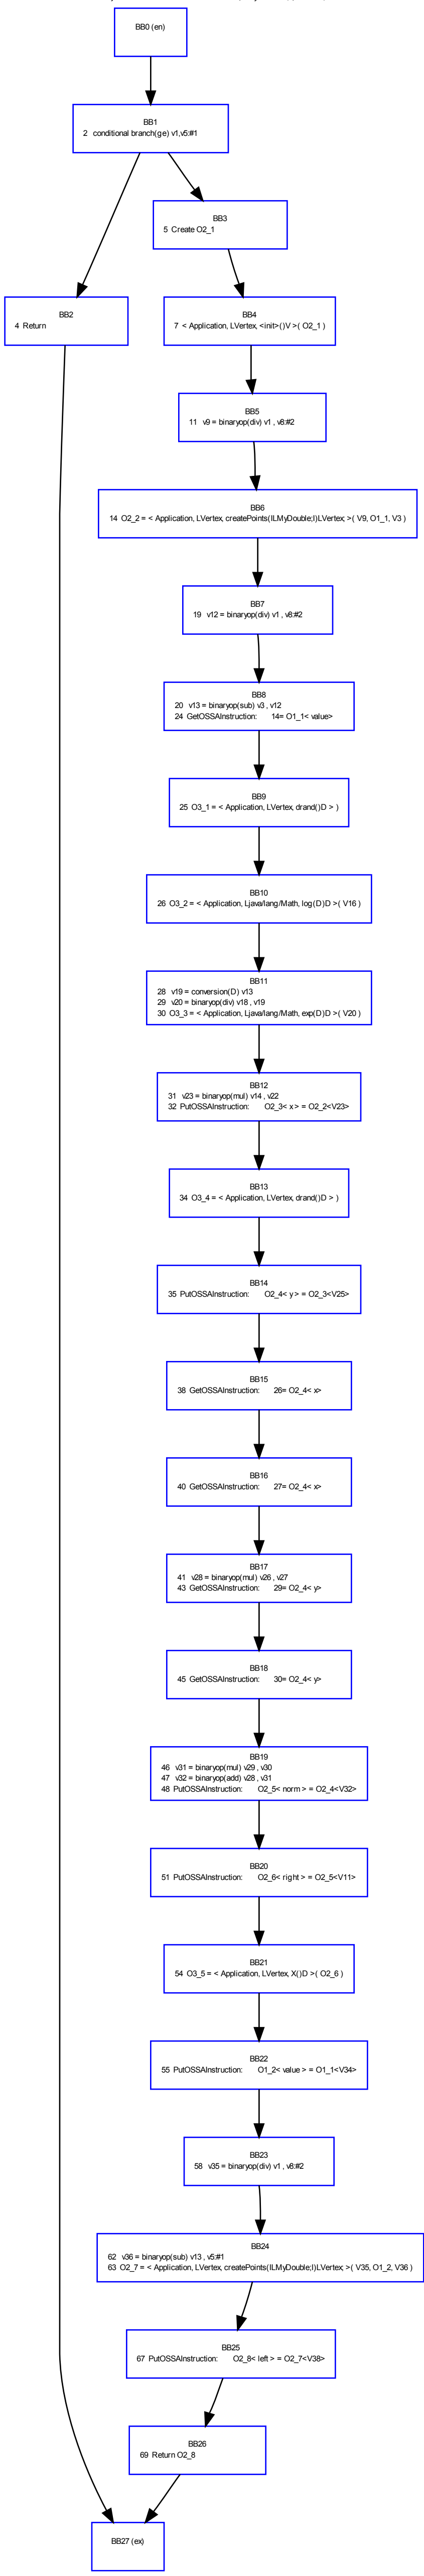 BB0 (en)
BB1
2 conditional branch(ge) v1,v5:#1
BB3
5 Create O2_1
BB2
4 Return
BB4
7 < Application, LVertex, <init>()V >( O2_1 )
BB5
11 v9 = binaryop(div) v1 , v8:#2
BB6
14 O2_2 = < Application, LVertex, createPoints(ILMyDouble;I)LVertex; >( V9, O1_1, V3 )
BB7
19 v12 = binaryop(div) v1 , v8:#2
BB8
20 v13 = binaryop(sub) v3 , v12
24 GetOSSAInstruction: 14= O1_1< value>
BB9
25 O3_1 = < Application, LVertex, drand()D > )
BB10
26 O3_2 = < Application, Ljava/lang/Math, log(D)D >( V16 )
BB11
28 v19 = conversion(D) v13
29 v20 = binaryop(div) v18 , v19
30 O3_3 = < Application, Ljava/lang/Math, exp(D)D >( V20 )
BB12
31 v23 = binaryop(mul) v14 , v22
32 PutOSSAInstruction: O2_3< x > = O2_2<V23>
BB13
34 O3_4 = < Application, LVertex, drand()D > )
BB14
35 PutOSSAInstruction: O2_4< y > = O2_3<V25>
BB15
38 GetOSSAInstruction: 26= O2_4< x>
BB16
40 GetOSSAInstruction: 27= O2_4< x>
BB17
41 v28 = binaryop(mul) v26 , v27
43 GetOSSAInstruction: 29= O2_4< y>
BB18
45 GetOSSAInstruction: 30= O2_4< y>
BB19
46 v31 = binaryop(mul) v29 , v30
47 v32 = binaryop(add) v28 , v31
48 PutOSSAInstruction: O2_5< norm > = O2_4<V32>
BB20
51 PutOSSAInstruction: O2_6< right > = O2_5<V11>
BB21
54 O3_5 = < Application, LVertex, X()D >( O2_6 )
BB22
55 PutOSSAInstruction: O1_2< value > = O1_1<V34>
BB23
58 v35 = binaryop(div) v1 , v8:#2
BB24
62 v36 = binaryop(sub) v13 , v5:#1
63 O2_7 = < Application, LVertex, createPoints(ILMyDouble;I)LVertex; >( V35, O1_2, V36 )
BB25
67 PutOSSAInstruction: O2_8< left > = O2_7<V38>
BB26
69 Return O2_8
BB27 (ex)